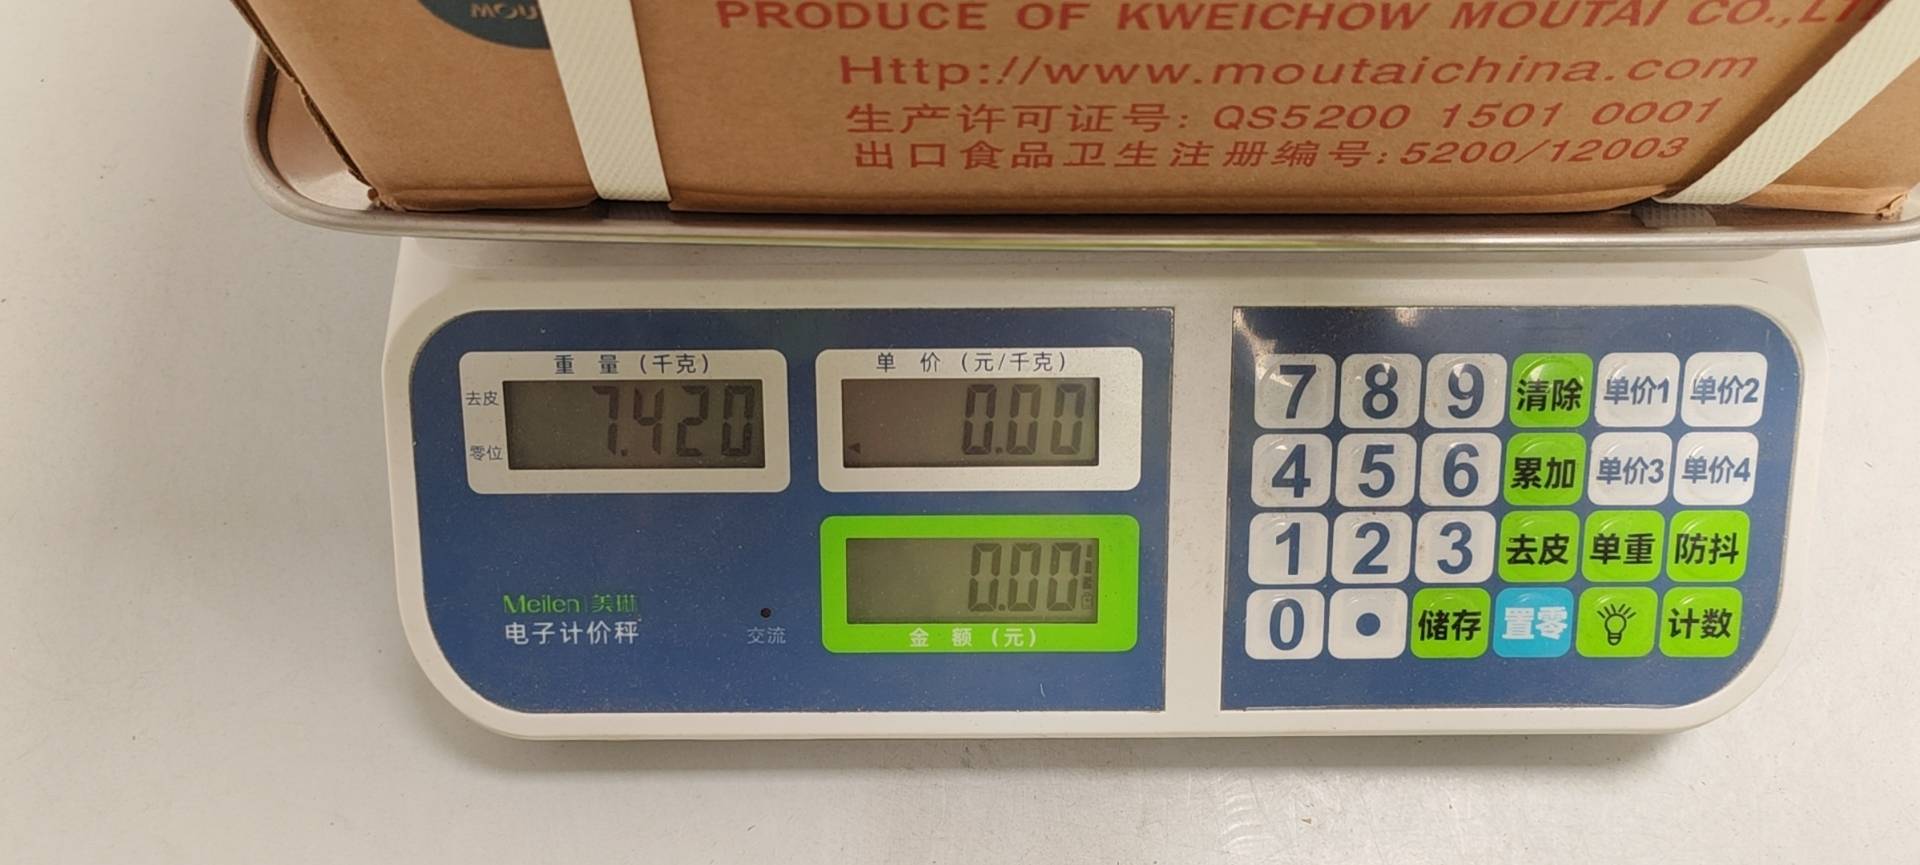 MOU
PRODUCE OF KWEICHOW MOUTAI CO.,LT
Http://www.moutaichina.com
生产许可证号: QS5200 1501 0001
出口食品卫生注册编号:5200/12003
重 量 (千克)
去皮
7.420
零位
单 价 (元/千克)
0.00
0.00
金 额 (元)
Meilen 美琳
电子计价秤
交流
7 8 9 清除 单价1 单价2
4 5 6 累加 单价3 单价4
1 2 3 去皮 单重 防抖
0 . 储存 置零 计数